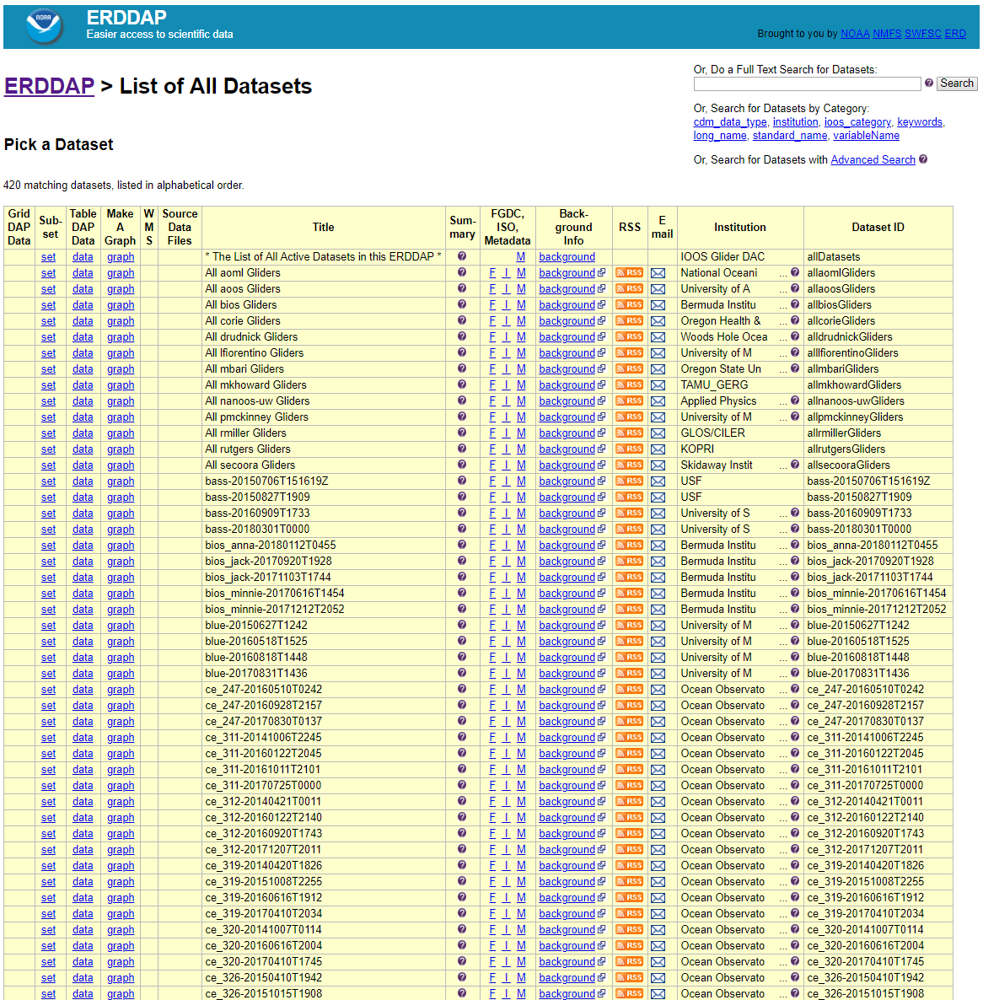 NOAA
ERDDAP
Easier access to scientific data
Brought to you by NOAA NMFS SWFSC ERD
ERDDAP > List of All Datasets
Or, Do a Full Text Search for Datasets:
? Search
Or, Search for Datasets by Category:
cdm_data_type, institution, ioos_category, keywords,
long_name, standard_name, variableName
Or, Search for Datasets with Advanced Search ?
Pick a Dataset
420 matching datasets, listed in alphabetical order.
Grid DAP Data Sub-set Table DAP Data Make A Graph W M S Source Data Files Title Sum-mary FGDC, ISO, Metadata Back-ground Info RSS E mail Institution Dataset ID
set data graph * The List of All Active Datasets in this ERDDAP * ? M background IOOS Glider DAC allDatasets
set data graph All aoml Gliders ? F I M background RSS National Oceani ... ? allaomlGliders
set data graph All aoos Gliders ? F I M background RSS University of A ... ? allaoosGliders
set data graph All bios Gliders ? F I M background RSS Bermuda Institu ... ? allbiosGliders
set data graph All corie Gliders ? F I M background RSS Oregon Health & ... ? allcorieGliders
set data graph All drudnick Gliders ? F I M background RSS Woods Hole Ocea ... ? alldrudnickGliders
set data graph All lfiorentino Gliders ? F I M background RSS University of M ... ? alllfiorentinoGliders
set data graph All mbari Gliders ? F I M background RSS Oregon State Un ... ? allmbariGliders
set data graph All mkhoward Gliders ? F I M background RSS TAMU_GERG allmkhowardGliders
set data graph All nanoos-uw Gliders ? F I M background RSS Applied Physics ... ? allnanoos-uwGliders
set data graph All pmckinney Gliders ? F I M background RSS University of M ... ? allpmckinneyGliders
set data graph All rmiller Gliders ? F I M background RSS GLOS/CILER allrmillerGliders
set data graph All rutgers Gliders ? F I M background RSS KOPRI allrutgersGliders
set data graph All secoora Gliders ? F I M background RSS Skidaway Instit ... ? allsecooraGliders
set data graph bass-20150706T151619Z ? F I M background RSS USF bass-20150706T151619Z
set data graph bass-20150827T1909 ? F I M background RSS USF bass-20150827T1909
set data graph bass-20160909T1733 ? F I M background RSS University of S ... ? bass-20160909T1733
set data graph bass-20180301T0000 ? F I M background RSS University of S ... ? bass-20180301T0000
set data graph bios_anna-20180112T0455 ? F I M background RSS Bermuda Institu ... ? bios_anna-20180112T0455
set data graph bios_jack-20170920T1928 ? F I M background RSS Bermuda Institu ... ? bios_jack-20170920T1928
set data graph bios_jack-20171103T1744 ? F I M background RSS Bermuda Institu ... ? bios_jack-20171103T1744
set data graph bios_minnie-20170616T1454 ? F I M background RSS Bermuda Institu ... ? bios_minnie-20170616T1454
set data graph bios_minnie-20171212T2052 ? F I M background RSS Bermuda Institu ... ? bios_minnie-20171212T2052
set data graph blue-20150627T1242 ? F I M background RSS University of M ... ? blue-20150627T1242
set data graph blue-20160518T1525 ? F I M background RSS University of M ... ? blue-20160518T1525
set data graph blue-20160818T1448 ? F I M background RSS University of M ... ? blue-20160818T1448
set data graph blue-20170831T1436 ? F I M background RSS University of M ... ? blue-20170831T1436
set data graph ce_247-20160510T0242 ? F I M background RSS Ocean Observato ... ? ce_247-20160510T0242
set data graph ce_247-20160928T2157 ? F I M background RSS Ocean Observato ... ? ce_247-20160928T2157
set data graph ce_247-20170830T0137 ? F I M background RSS Ocean Observato ... ? ce_247-20170830T0137
set data graph ce_311-20141006T2245 ? F I M background RSS Ocean Observato ... ? ce_311-20141006T2245
set data graph ce_311-20160122T2045 ? F I M background RSS Ocean Observato ... ? ce_311-20160122T2045
set data graph ce_311-20161011T2101 ? F I M background RSS Ocean Observato ... ? ce_311-20161011T2101
set data graph ce_311-20170725T0000 ? F I M background RSS Ocean Observato ... ? ce_311-20170725T0000
set data graph ce_312-20140421T0011 ? F I M background RSS Ocean Observato ... ? ce_312-20140421T0011
set data graph ce_312-20160122T2140 ? F I M background RSS Ocean Observato ... ? ce_312-20160122T2140
set data graph ce_312-20160920T1743 ? F I M background RSS Ocean Observato ... ? ce_312-20160920T1743
set data graph ce_312-20171207T2011 ? F I M background RSS Ocean Observato ... ? ce_312-20171207T2011
set data graph ce_319-20140420T1826 ? F I M background RSS Ocean Observato ... ? ce_319-20140420T1826
set data graph ce_319-20151008T2255 ? F I M background RSS Ocean Observato ... ? ce_319-20151008T2255
set data graph ce_319-20160616T1912 ? F I M background RSS Ocean Observato ... ? ce_319-20160616T1912
set data graph ce_319-20170410T2034 ? F I M background RSS Ocean Observato ... ? ce_319-20170410T2034
set data graph ce_320-20141007T0114 ? F I M background RSS Ocean Observato ... ? ce_320-20141007T0114
set data graph ce_320-20160616T2004 ? F I M background RSS Ocean Observato ... ? ce_320-20160616T2004
set data graph ce_320-20170410T1745 ? F I M background RSS Ocean Observato ... ? ce_320-20170410T1745
set data graph ce_326-20150410T1942 ? F I M background RSS Ocean Observato ... ? ce_326-20150410T1942
set data graph ce_326-20151015T1908 ? F I M background RSS Ocean Observato ... ? ce_326-20151015T1908